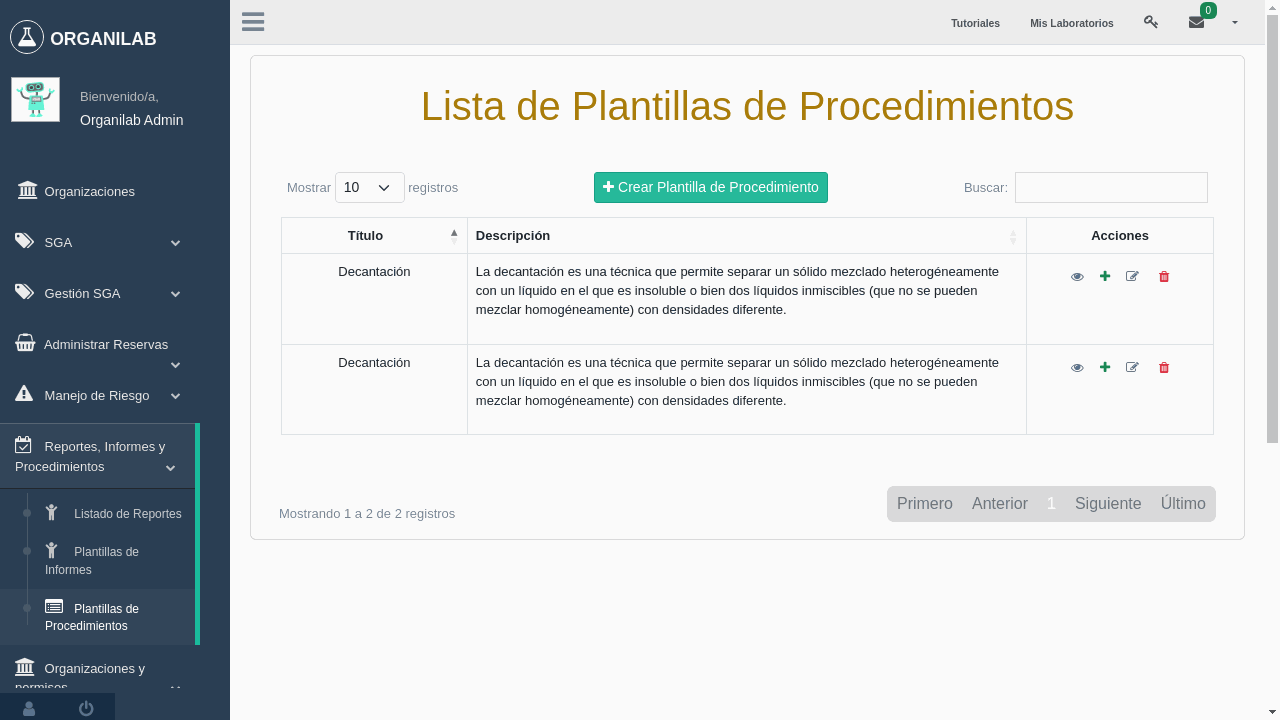 ORGANILAB
Bienvenido/a,
Organilab Admin
Organizaciones
SGA
Gestión SGA
Administrar Reservas
Manejo de Riesgo
Reportes, Informes y
Procedimientos
Listado de Reportes
Plantillas de
Informes
Plantillas de
Procedimientos
Organizaciones y
permisos
Tutoriales
Mis Laboratorios
0
Lista de Plantillas de Procedimientos
Mostrar 10 registros
Crear Plantilla de Procedimiento
Buscar:
Título Descripción Acciones
Decantación
La decantación es una técnica que permite separar un sólido mezclado heterogéneamente
con un líquido en el que es insoluble o bien dos líquidos inmiscibles (que no se pueden
mezclar homogéneamente) con densidades diferente.
Decantación
La decantación es una técnica que permite separar un sólido mezclado heterogéneamente
con un líquido en el que es insoluble o bien dos líquidos inmiscibles (que no se pueden
mezclar homogéneamente) con densidades diferente.
Mostrando 1 a 2 de 2 registros
Primero Anterior 1 Siguiente Último